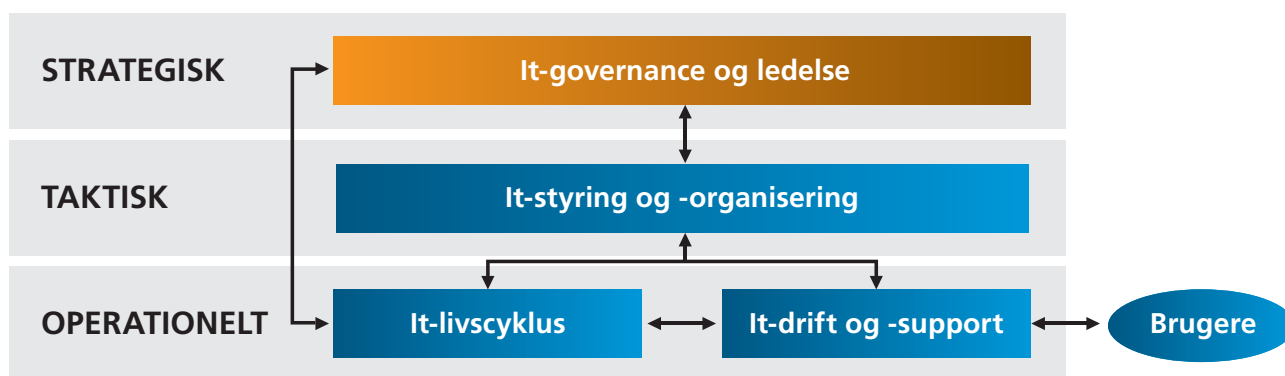 STRATEGISK
It-governance og ledelse
TAKTISK
It-styring og -organisering
OPERATIONELT
It-livscyklus
It-drift og -support
Brugere